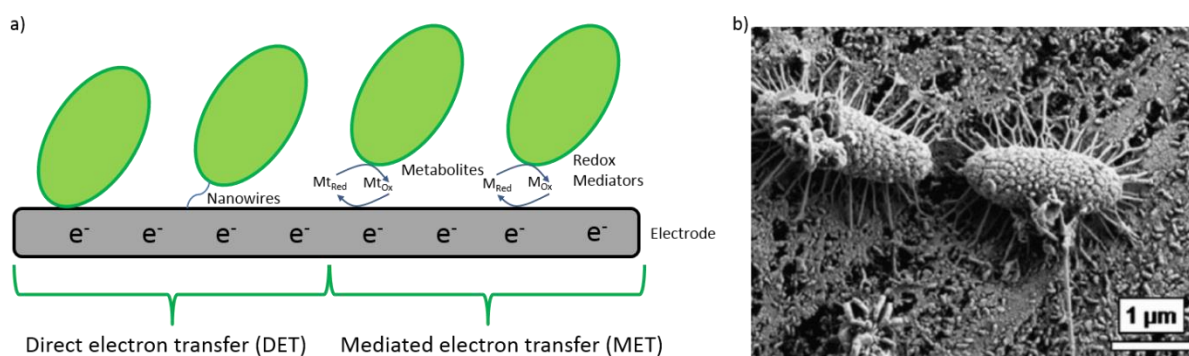 a)
b)
Nanowires
Mt_Red Mt_Ox
Metabolites
M_Red M_Ox
Redox
Mediators
e⁻ e⁻ e⁻ e⁻ e⁻ e⁻ e⁻ e⁻
Electrode
Direct electron transfer (DET)
Mediated electron transfer (MET)
1 µm